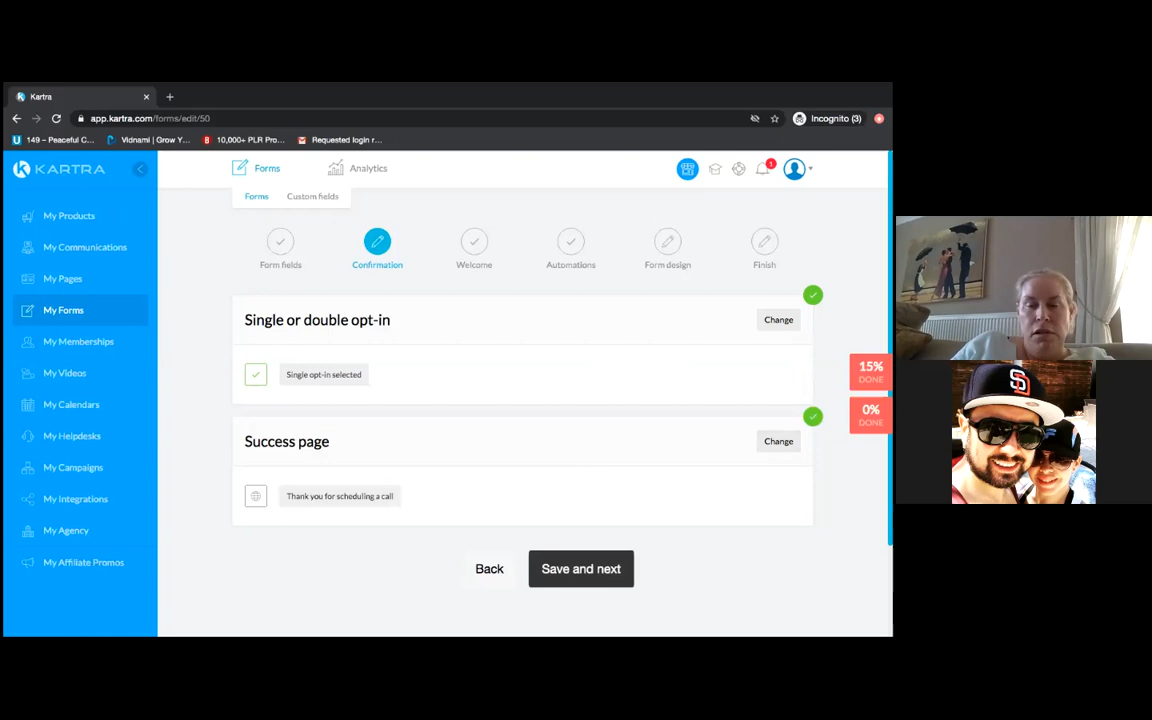 Kartra
app.kartra.com/forms/edit/50
Incognito (3)
149 – Peaceful C...
Vidnami | Grow Y...
10,000+ PLR Pro...
Requested login r...
KARTRA
Forms
Analytics
1
Forms
Custom fields
My Products
My Communications
My Pages
My Forms
My Memberships
My Videos
My Calendars
My Helpdesks
My Campaigns
My Integrations
My Agency
My Affiliate Promos
Form fields
Confirmation
Welcome
Automations
Form design
Finish
Single or double opt-in
Change
Single opt-in selected
15%
DONE
0%
DONE
Success page
Change
Thank you for scheduling a call
Back
Save and next
SD